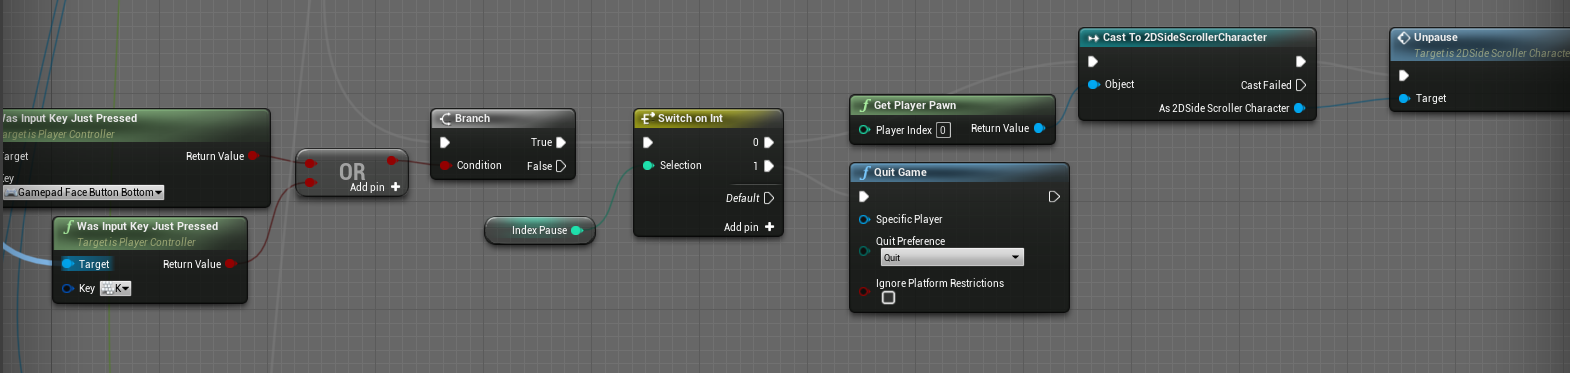 as Input Key Just Pressed
arget is Player Controller
arget
Return Value
ey
Gamepad Face Button Bottom
Was Input Key Just Pressed
Target is Player Controller
Target
Return Value
Key
K
OR
Add pin +
Branch
True
Condition
False
Index Pause
Switch on Int
0
Selection
1
Default
Add pin +
Get Player Pawn
Player Index 0
Return Value
Quit Game
Specific Player
Quit Preference
Quit
Ignore Platform Restrictions
Cast To 2DSideScrollerCharacter
Object
Cast Failed
As 2DSide Scroller Character
Unpause
Target is 2DSide Scroller Characte
Target